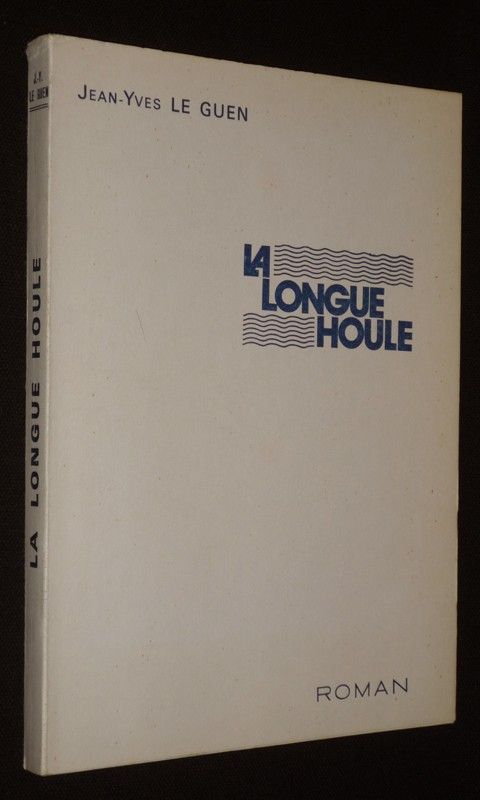 J.-Y.
LE GUEN
LA LONGUE HOULE
JEAN-YVES LE GUEN
LA
LONGUE
HOULE
ROMAN